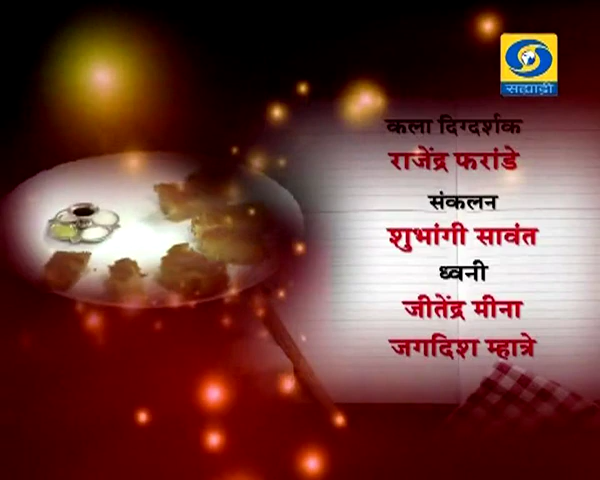 सह्याद्री
कला दिग्दर्शक
राजेंद्र फरांडे
संकलन
शुभांगी सावंत
ध्वनी
जीतेंद्र मीना
जगदिश म्हात्रे